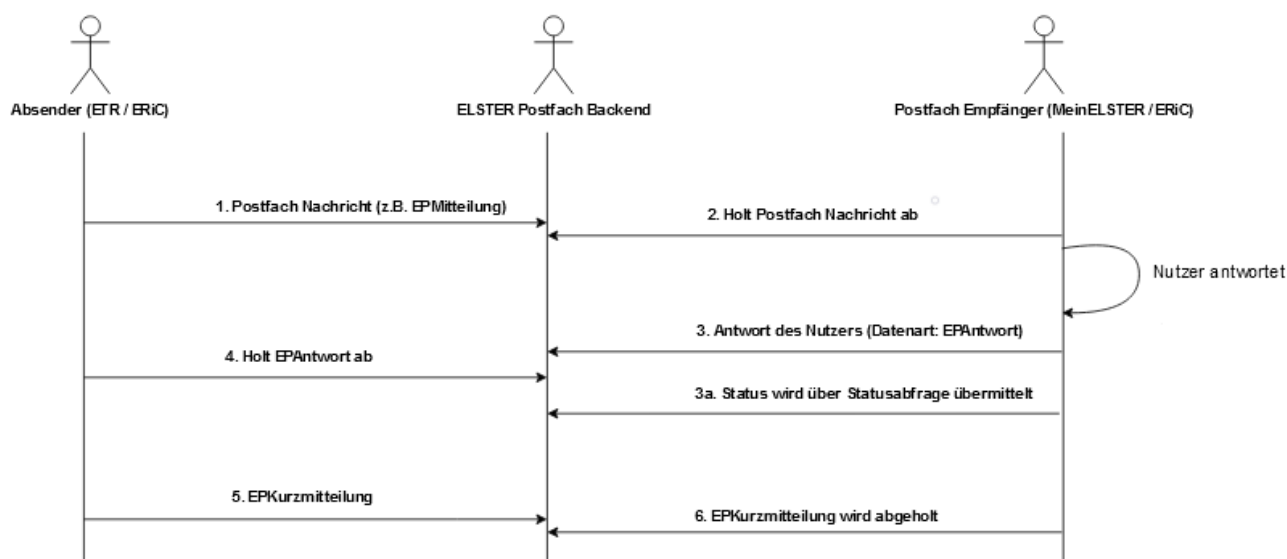 Absender (ETR / ERiC)
ELSTER Postfach Backend
Postfach Empfänger (MeinELSTER / ERiC)
1. Postfach Nachricht (z.B. EPMitteilung)
2. Holt Postfach Nachricht ab
Nutzer antwortet
3. Antwort des Nutzers (Datenart: EPAntwort)
4. Holt EPAntwort ab
3a. Status wird über Statusabfrage übermittelt
5. EPKurzmitteilung
6. EPKurzmitteilung wird abgeholt